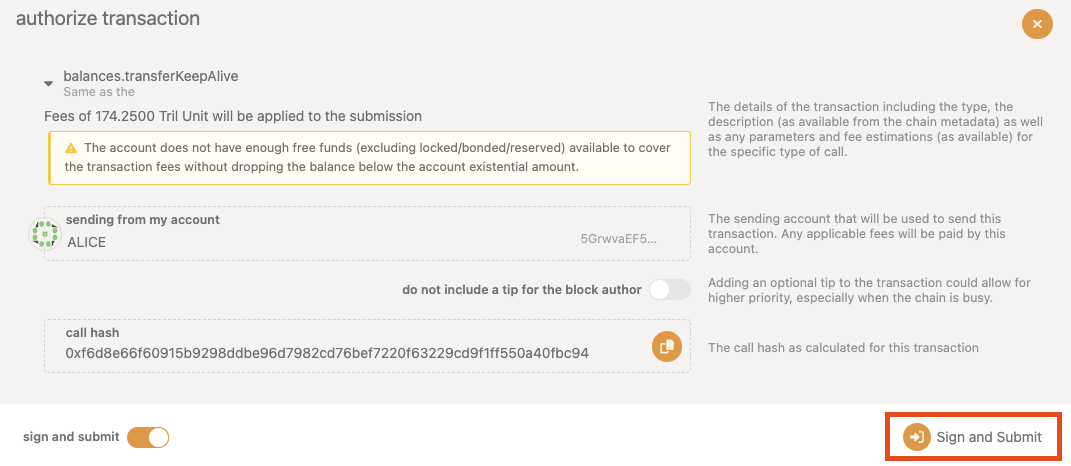 authorize transaction
balances.transferKeepAlive
Same as the
Fees of 174.2500 Tril Unit will be applied to the submission
The account does not have enough free funds (excluding locked/bonded/reserved) available to cover
the transaction fees without dropping the balance below the account existential amount.
The details of the transaction including the type, the
description (as available from the chain metadata) as well
as any parameters and fee estimations (as available) for
the specific type of call.
sending from my account
ALICE
5GrwvaEF5...
The sending account that will be used to send this
transaction. Any applicable fees will be paid by this
account.
do not include a tip for the block author
Adding an optional tip to the transaction could allow for
higher priority, especially when the chain is busy.
call hash
0xf6d8e66f60915b9298ddbe96d7982cd76bef7220f63229cd9f1ff550a40fbc94
The call hash as calculated for this transaction
sign and submit
Sign and Submit